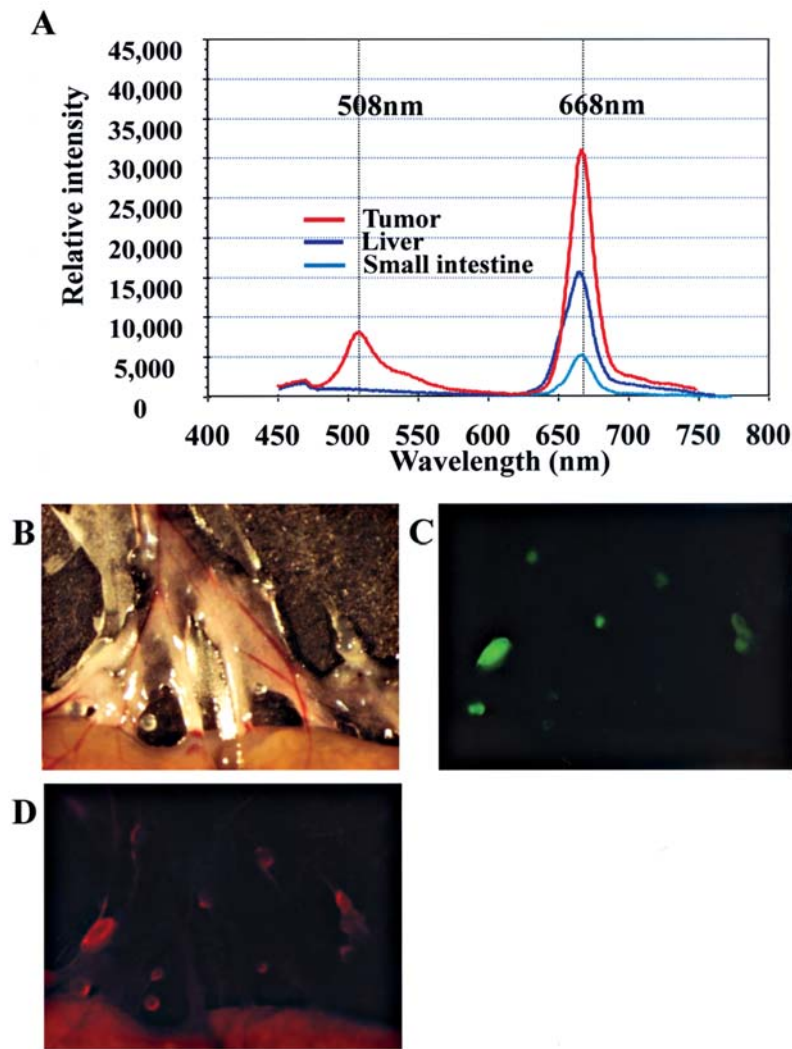 A
45,000
40,000
35,000
30,000
25,000
20,000
15,000
10,000
5,000
0
Relative intensity
508nm 668nm
Tumor
Liver
Small intestine
400 450 500 550 600 650 700 750 800
Wavelength (nm)
B
C
D